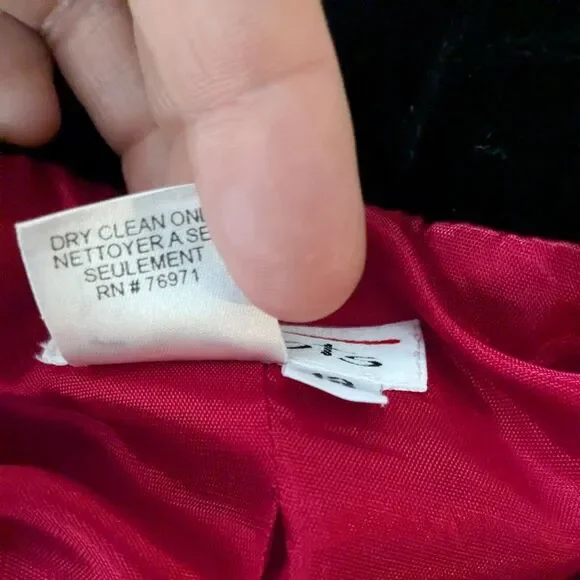 DRY CLEAN ONL
NETTOYER A SE
SEULEMENT
RN # 76971